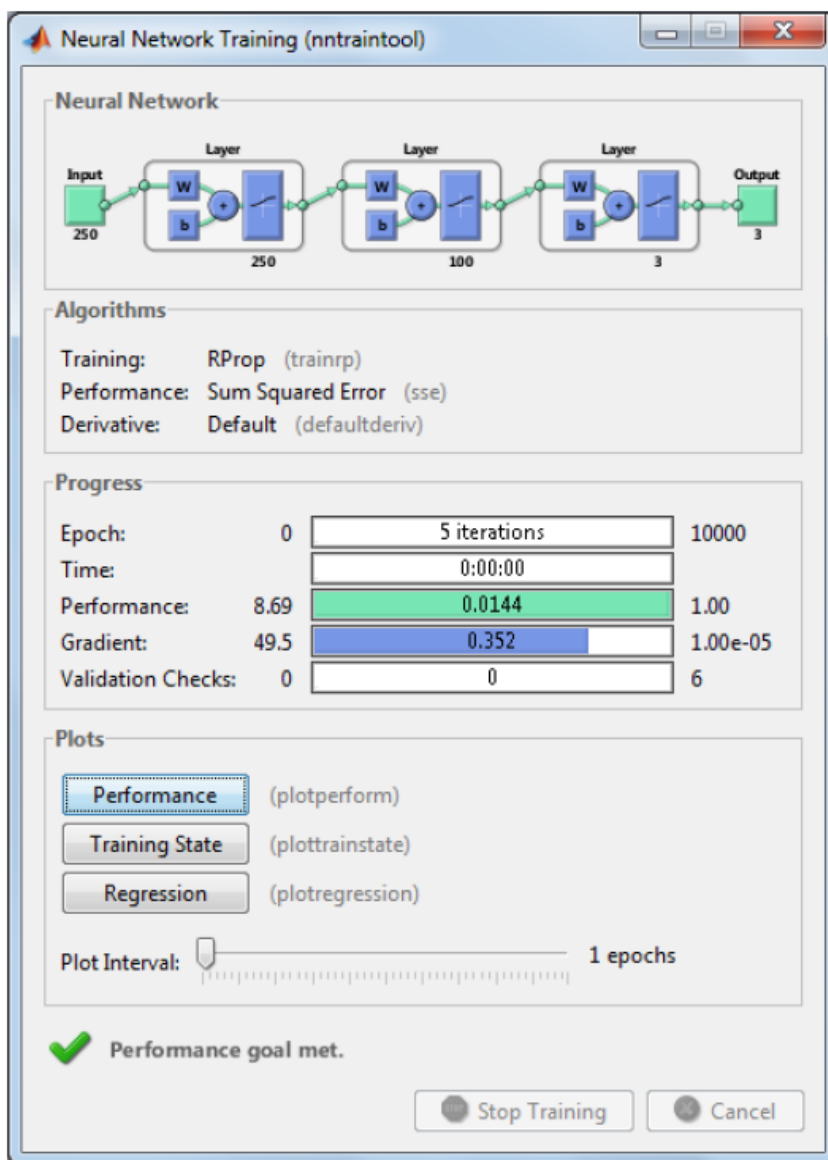 Neural Network Training (nntraintool)
Neural Network
Layer Layer Layer
Input Output
W W W
+ + +
b b b
250 3
250 100 3
Algorithms
Training: RProp (trainrp)
Performance: Sum Squared Error (sse)
Derivative: Default (defaultderiv)
Progress
Epoch: 0 5 iterations 10000
Time: 0:00:00
Performance: 8.69 0.0144 1.00
Gradient: 49.5 0.352 1.00e-05
Validation Checks: 0 0 6
Plots
Performance (plotperform)
Training State (plottrainstate)
Regression (plotregression)
Plot Interval: 1 epochs
Performance goal met.
Stop Training Cancel